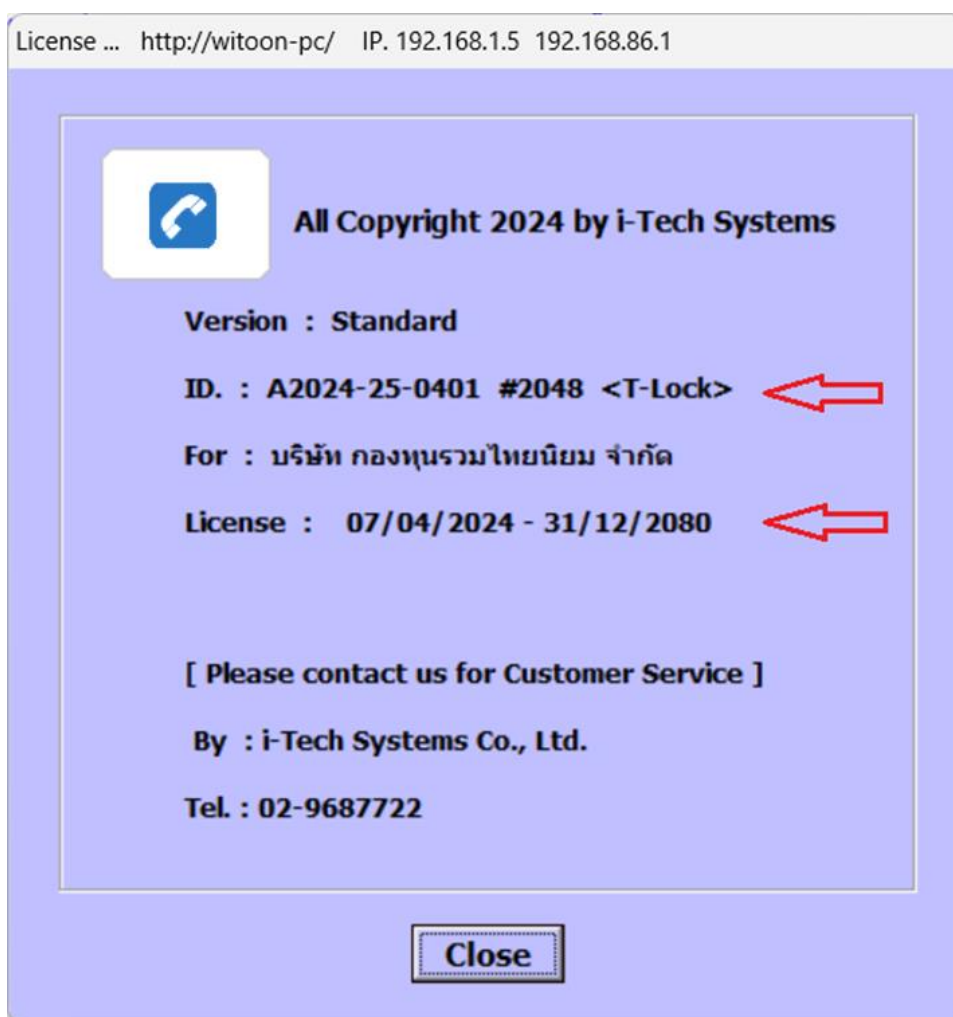 License ... http://witoon-pc/ IP. 192.168.1.5 192.168.86.1
All Copyright 2024 by i-Tech Systems
Version : Standard
ID. : A2024-25-0401 #2048 <T-Lock>
For : บริษัท กองทุนรวมไทยนิยม จำกัด
License : 07/04/2024 - 31/12/2080
[ Please contact us for Customer Service ]
By : i-Tech Systems Co., Ltd.
Tel. : 02-9687722
Close